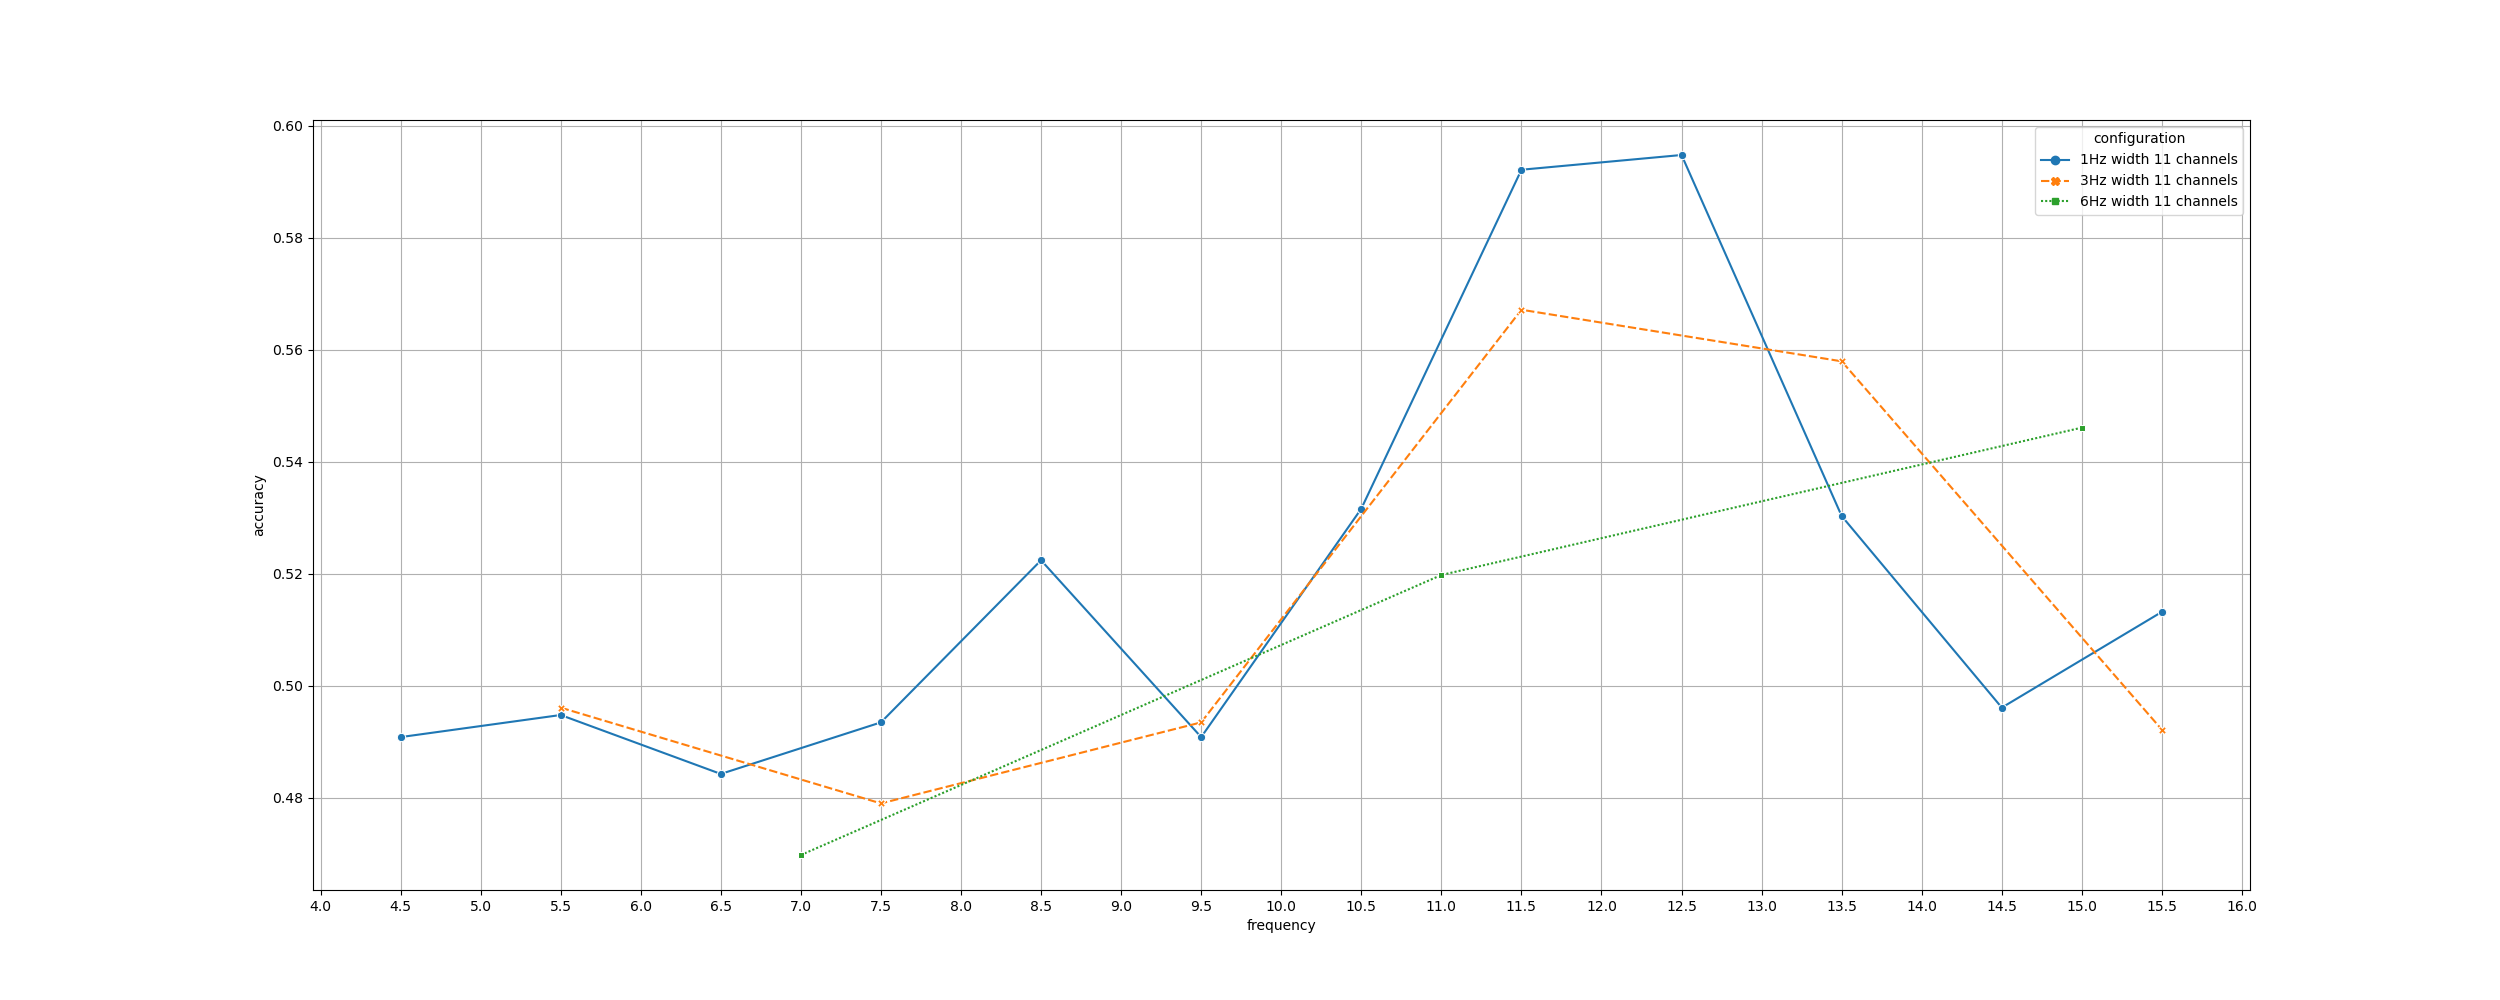 configuration
1Hz width 11 channels
3Hz width 11 channels
6Hz width 11 channels
0.60
0.58
0.56
0.54
0.52
0.50
0.48
accuracy
4.0 4.5 5.0 5.5 6.0 6.5 7.0 7.5 8.0 8.5 9.0 9.5 10.0 10.5 11.0 11.5 12.0 12.5 13.0 13.5 14.0 14.5 15.0 15.5 16.0
frequency